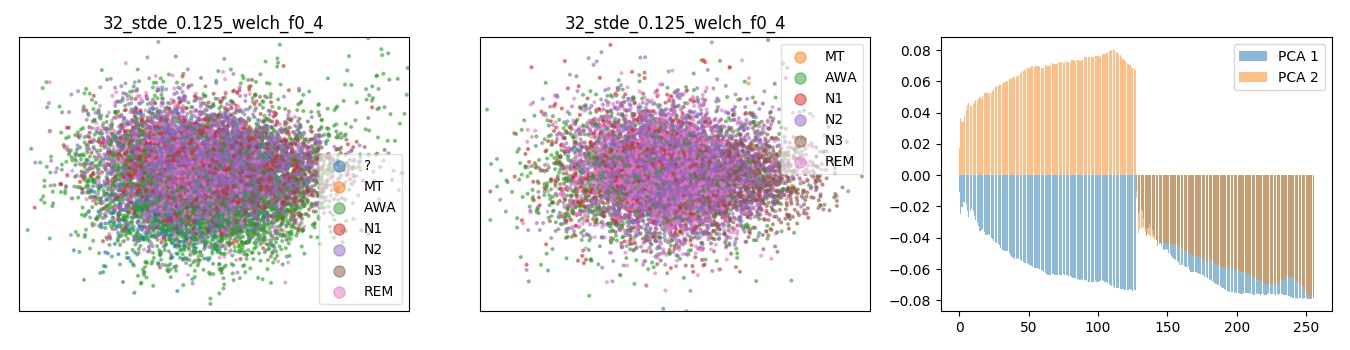 32_stde_0.125_welch_f0_4
?
MT
AWA
N1
N2
N3
REM
32_stde_0.125_welch_f0_4
MT
AWA
N1
N2
N3
REM
PCA 1
PCA 2
0.08
0.06
0.04
0.02
0.00
−0.02
−0.04
−0.06
−0.08
0 50 100 150 200 250